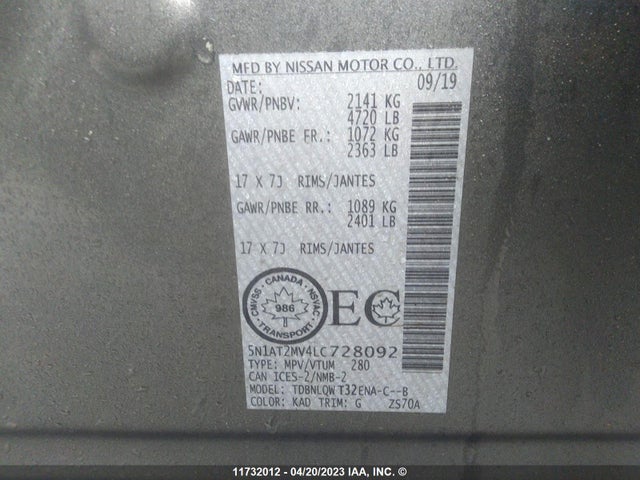 MFD BY NISSAN MOTOR CO., LTD.
DATE: 09/19
GVWR/PNBV: 2141 KG
4720 LB
GAWR/PNBE FR.: 1072 KG
2363 LB
17 X 7J RIMS/JANTES
GAWR/PNBE RR.: 1089 KG
2401 LB
17 X 7J RIMS/JANTES
CANADA
CMVSS 986 NSVAC
TRANSPORT
EC
5N1AT2MV4LC728092
TYPE: MPV/VTUM 280
CAN ICES-2/NMB-2
MODEL: TDBNLQW T32ENA-C--B
COLOR: KAD TRIM: G ZS70A
11732012 - 04/20/2023 IAA, INC. ©